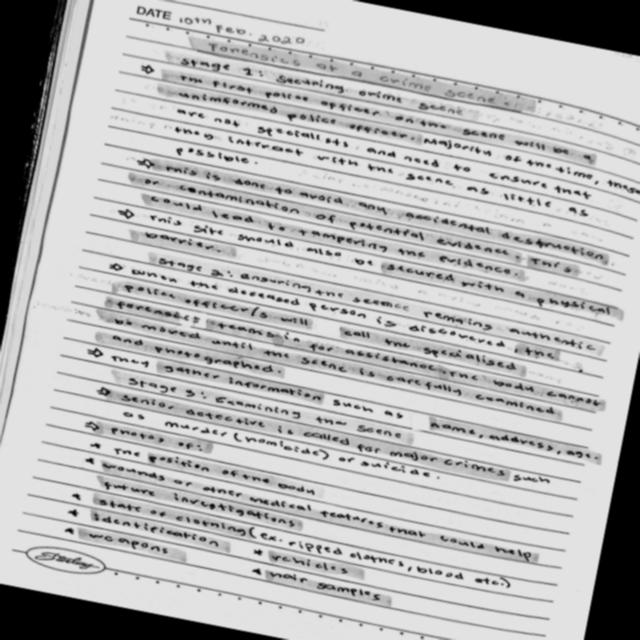 DATE 10TH Feb. 2020
Forensics in a crime scene:
Stage 1: securing crime scene
The first police officer on the scene will be a
uniformed police officer majority of the time, they
are not specialists, and need to ensure that
they interact with the scene as little as
possible.
This is done to avoid any accidental destruction
or contamination of potential evidence. This
could lead to tampering the evidence.
This site should also be secured with a physical
barrier.
Stage 2: ensuring the scene remains authentic
When the deceased person is discovered the
police officer/s will call the specialised
forensics teams for assistance. The body cannot
be moved until the scene is carefully combined
and photographed.
They gather information such as name, address, age
Stage 3: examining the scene
Senior detective is called for major crimes such
as murder (homicide) or suicide.
Photos of:
The position of the body
Wounds or other medical features that could help
future investigations
State of clothing (ex. ripped clothes, blood etc)
identification
weapons
vehicles
hair samples